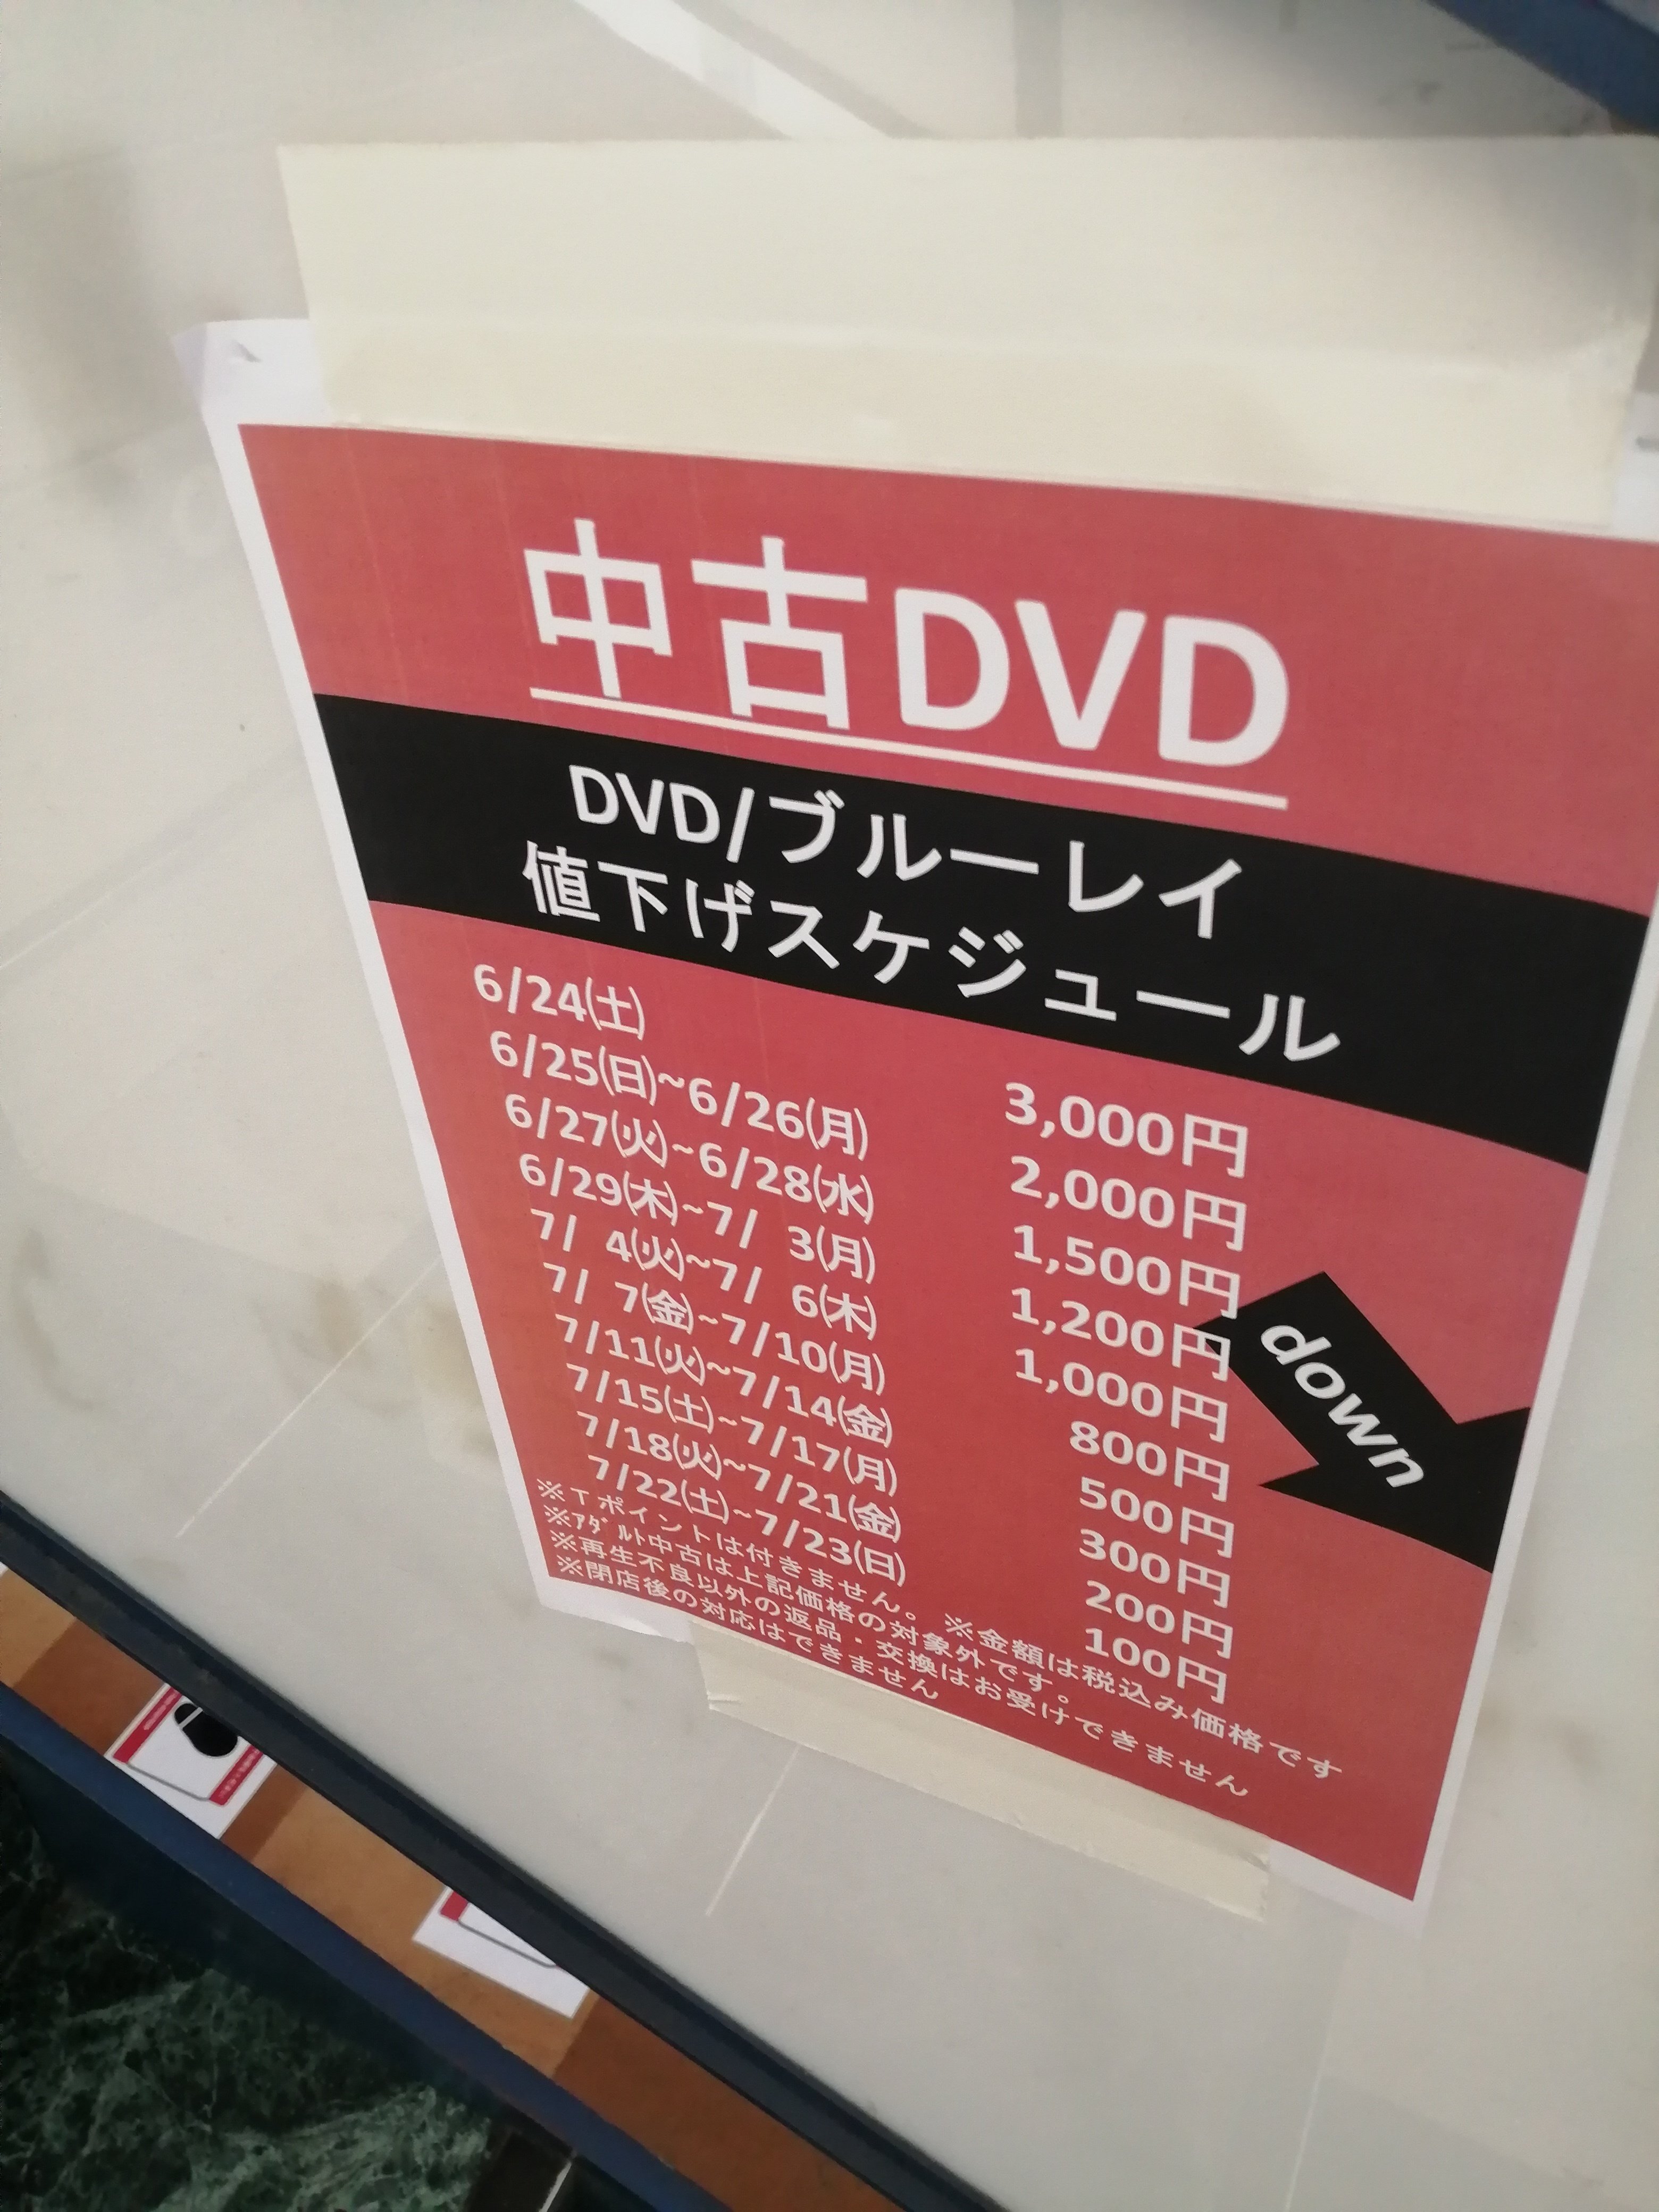 中古DVD
DVD/ブルーレイ
値下げスケジュール
6/24(土) 3,000円
6/25(日)~6/26(月) 2,000円
6/27(火)~6/28(水) 1,500円
6/29(木)~7/ 3(月) 1,200円
7/ 4(火)~7/ 6(木) 1,000円
7/ 7(金)~7/10(月) 800円
7/11(火)~7/14(金) 500円
7/15(土)~7/17(月) 300円
7/18(火)~7/21(金) 200円
7/22(土)~7/23(日) 100円
down
※Tポイントは付きません。※金額は税込み価格です
※ｱﾀﾞﾙﾄ中古は上記価格の対象外です。
※再生不良以外の返品・交換はお受けできません
※閉店後の対応はできません